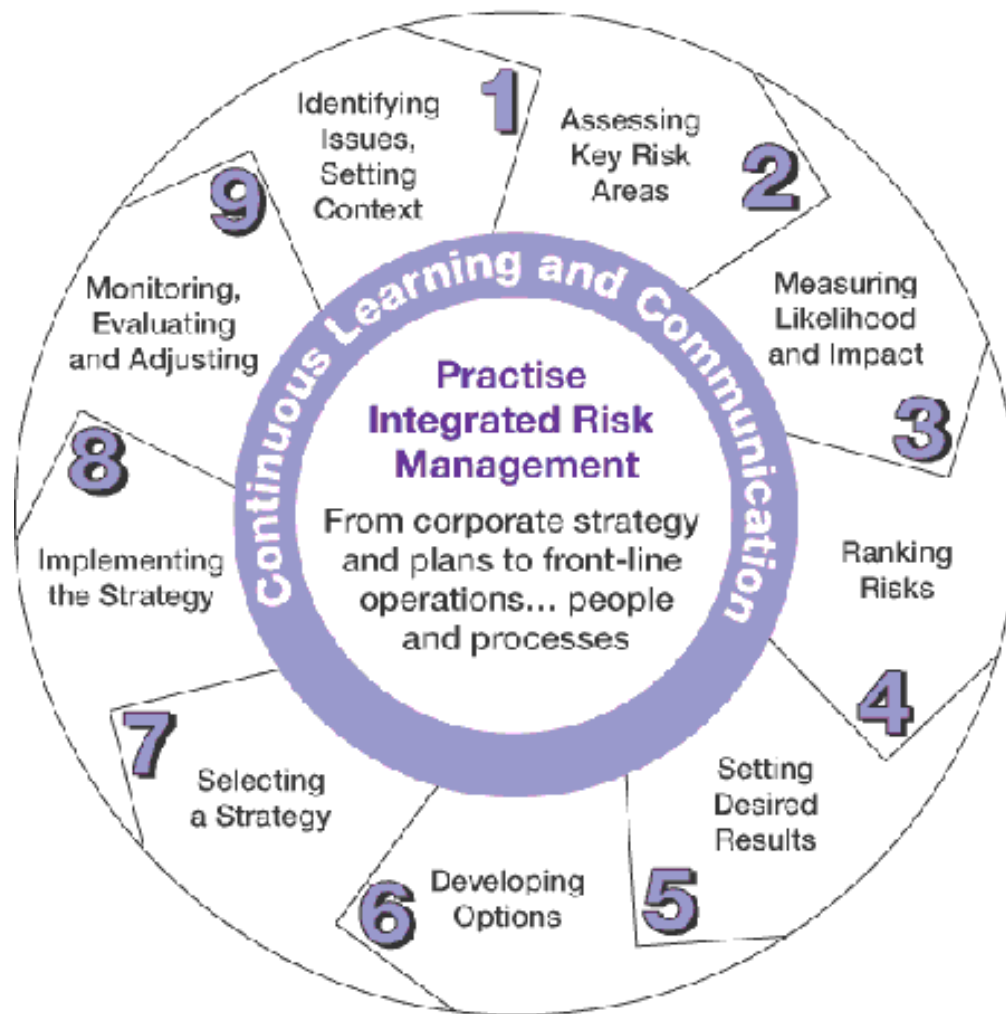 1
Identifying
Issues,
Setting
Context
2
Assessing
Key Risk
Areas
3
Measuring
Likelihood
and Impact
4
Ranking
Risks
5
Setting
Desired
Results
6
Developing
Options
7
Selecting
a Strategy
8
Implementing
the Strategy
9
Monitoring,
Evaluating
and Adjusting
Continuous Learning and Communication
Practise
Integrated Risk
Management
From corporate strategy
and plans to front-line
operations... people
and processes